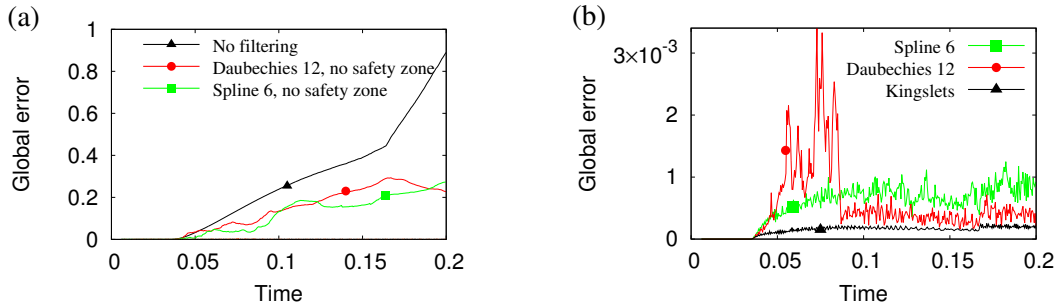 (a)
Global error
1
0.8
0.6
0.4
0.2
0
No filtering
Daubechies 12, no safety zone
Spline 6, no safety zone
0 0.05 0.1 0.15 0.2
Time
(b)
Global error
3×10⁻³
2
1
0
Spline 6
Daubechies 12
Kingslets
0 0.05 0.1 0.15 0.2
Time